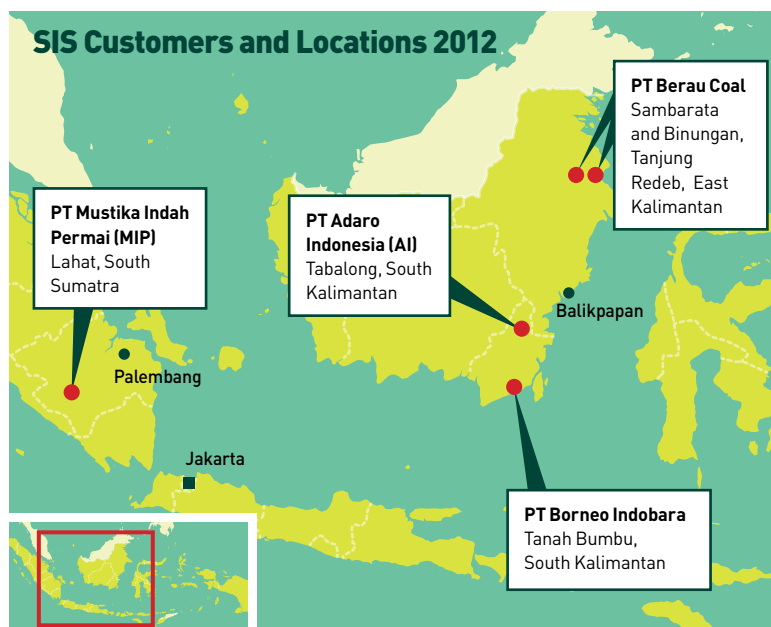 SIS Customers and Locations 2012
PT Berau Coal
Sambarata
and Binungan,
Tanjung
Redeb, East
Kalimantan
PT Mustika Indah
Permai (MIP)
Lahat, South
Sumatra
PT Adaro
Indonesia (AI)
Tabalong, South
Kalimantan
Balikpapan
Palembang
Jakarta
PT Borneo Indobara
Tanah Bumbu,
South Kalimantan